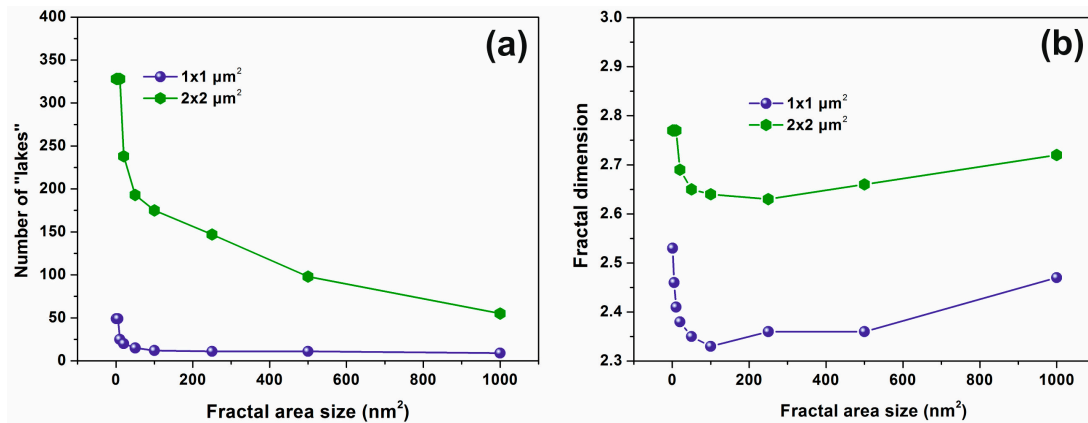 (a)
1x1 µm²
2x2 µm²
Number of "lakes"
400
350
300
250
200
150
100
50
0
0 200 400 600 800 1000
Fractal area size (nm²)
(b)
1x1 µm²
2x2 µm²
Fractal dimension
3.0
2.9
2.8
2.7
2.6
2.5
2.4
2.3
0 200 400 600 800 1000
Fractal area size (nm²)